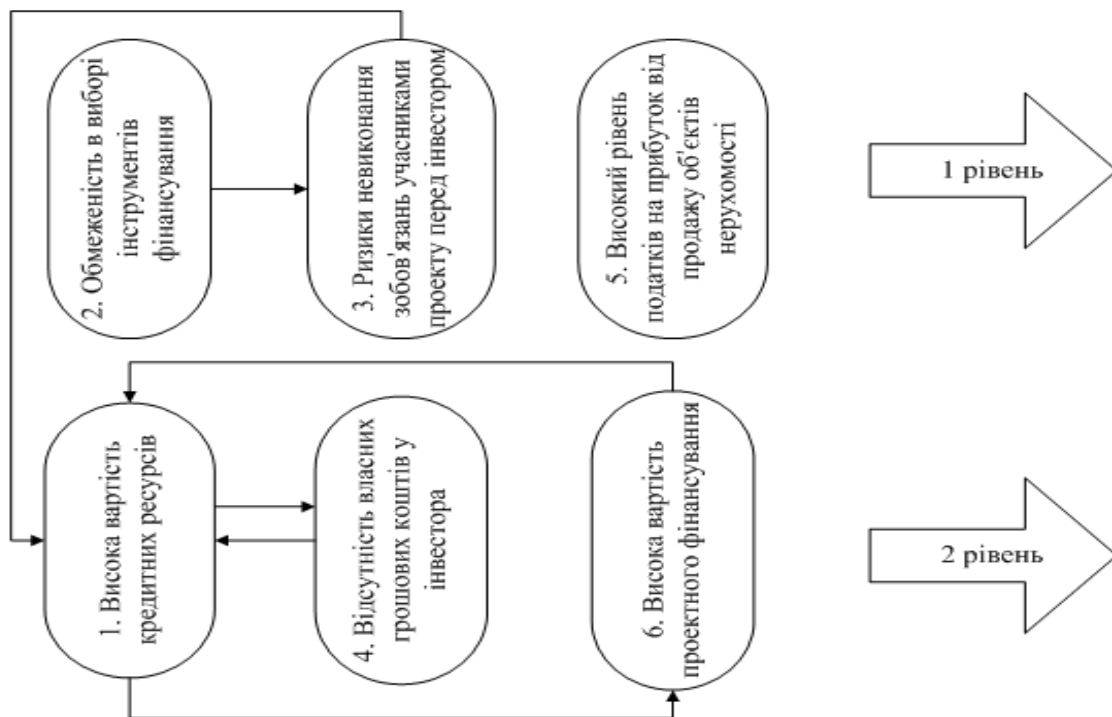 2. Обмеженість в виборі
інструментів
фінансування
3. Ризики невиконання
зобов'язань учасниками
проекту перед інвестором
5. Високий рівень
податків на прибуток від
продажу об'єктів
нерухомості
1 рівень
1. Висока вартість
кредитних ресурсів
4. Відсутність власних
грошових коштів у
інвестора
6. Висока вартість
проектного фінансування
2 рівень